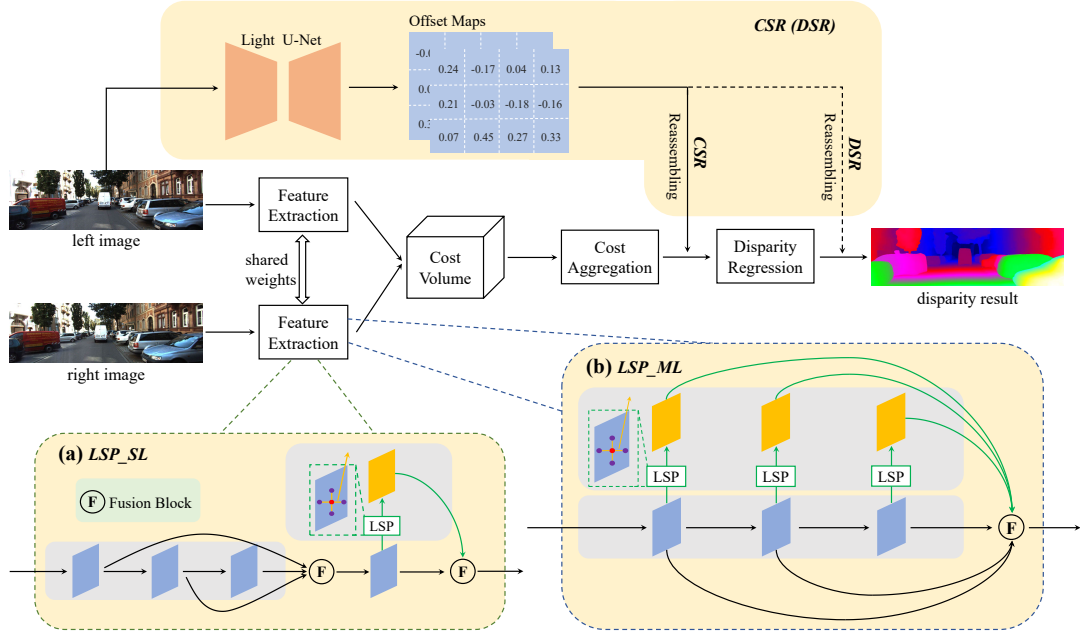 CSR (DSR)
Light U-Net
Offset Maps
0.24 -0.17 0.04 0.13
0.21 -0.03 -0.18 -0.16
0.07 0.45 0.27 0.33
Reassembling
CSR
Reassembling
DSR
left image
Feature
Extraction
shared
weights
Cost
Volume
Cost
Aggregation
Disparity
Regression
disparity result
right image
Feature
Extraction
(a) LSP_SL
F Fusion Block
LSP
F
F
(b) LSP_ML
LSP
LSP
LSP
F